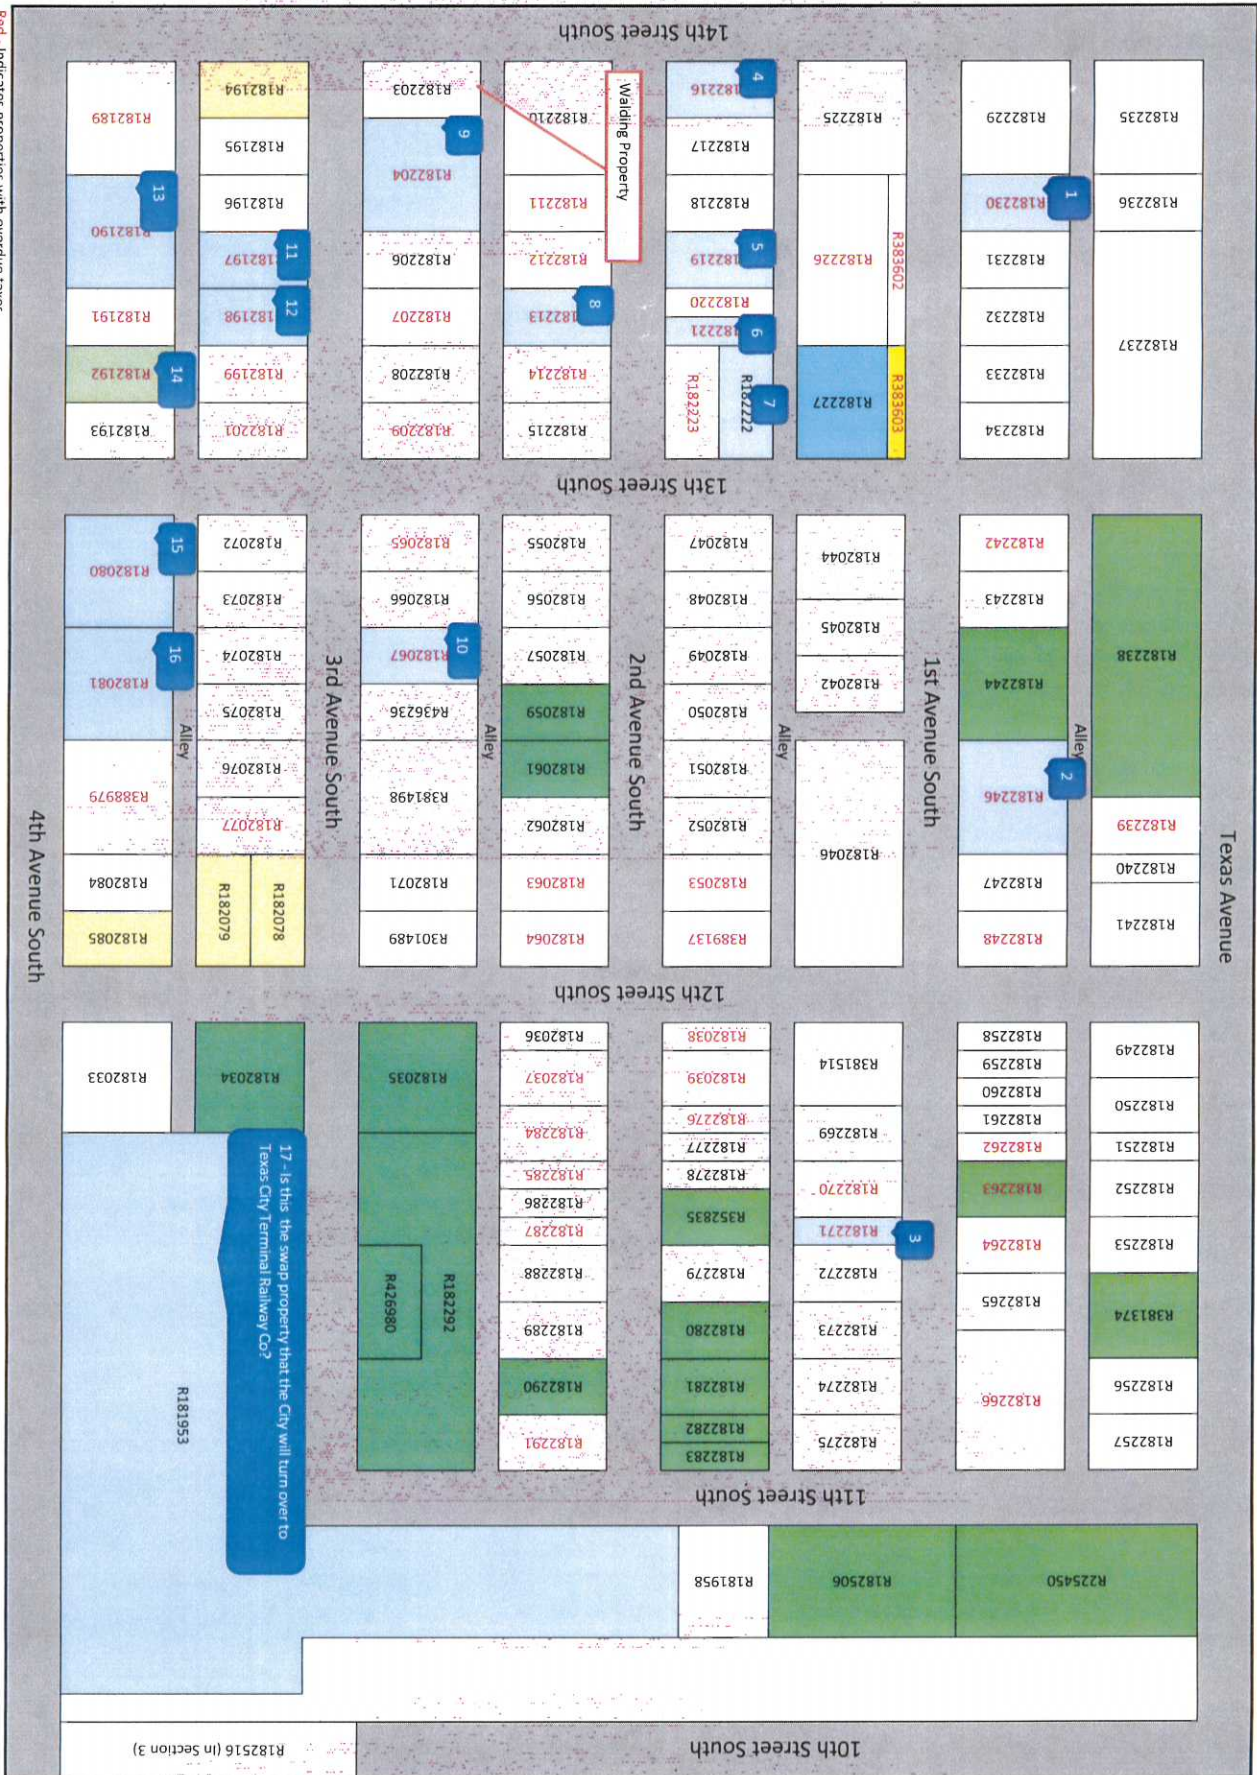 14th Street South
R182189
13
R182190
R182191
14
R182192
R182193
R182194
R182195
R182196
11
R182197
12
R182198
R182199
R182201
R182203
9
R182204
R182206
R182207
R182208
R182209
R182210
R182211
R182212
8
R182213
R182214
R182215
Walding Property
4
R182216
R182217
R182218
5
R182219
R182220
6
R182221
7
R182222
R182223
R182225
R182226
R383602
R182227
R383603
R182229
1
R182230
R182231
R182232
R182233
R182234
R182235
R182236
R182237
13th Street South
15
R182080
16
R182081
R388979
R182084
R182085
Alley
R182072
R182073
R182074
R182075
R182076
R182077
R182078
R182079
3rd Avenue South
R182065
R182066
10
R182067
R436236
R381498
R182071
R301489
Alley
R182055
R182056
R182057
R182059
R182061
R182062
R182063
R182064
2nd Avenue South
R182047
R182048
R182049
R182050
R182051
R182052
R182053
R389137
Alley
R182044
R182045
R182042
R182046
1st Avenue South
R182242
R182243
R182244
2
R182246
R182247
R182248
Alley
R182238
R182239
R182240
R182241
Texas Avenue
4th Avenue South
12th Street South
R182033
R182034
R182035
R182292
R426980
R182036
R182037
R182284
R182285
R182286
R182287
R182288
R182289
R182290
R182291
R182038
R182039
R182276
R182277
R182278
R352835
R182279
R182280
R182281
R182282
R182283
R381514
R182269
R182270
3
R182271
R182272
R182273
R182274
R182275
R182258
R182259
R182260
R182261
R182262
R182263
R182264
R182265
R182266
R182249
R182250
R182251
R182252
R182253
R381374
R182256
R182257
17 - Is this the swap property that the City will turn over to
Texas City Terminal Railway Co?
R181953
11th Street South
R181958
R182506
R225450
10th Street South
R182516 (In Section 3)
Red - Indicates properties with overdue taxes